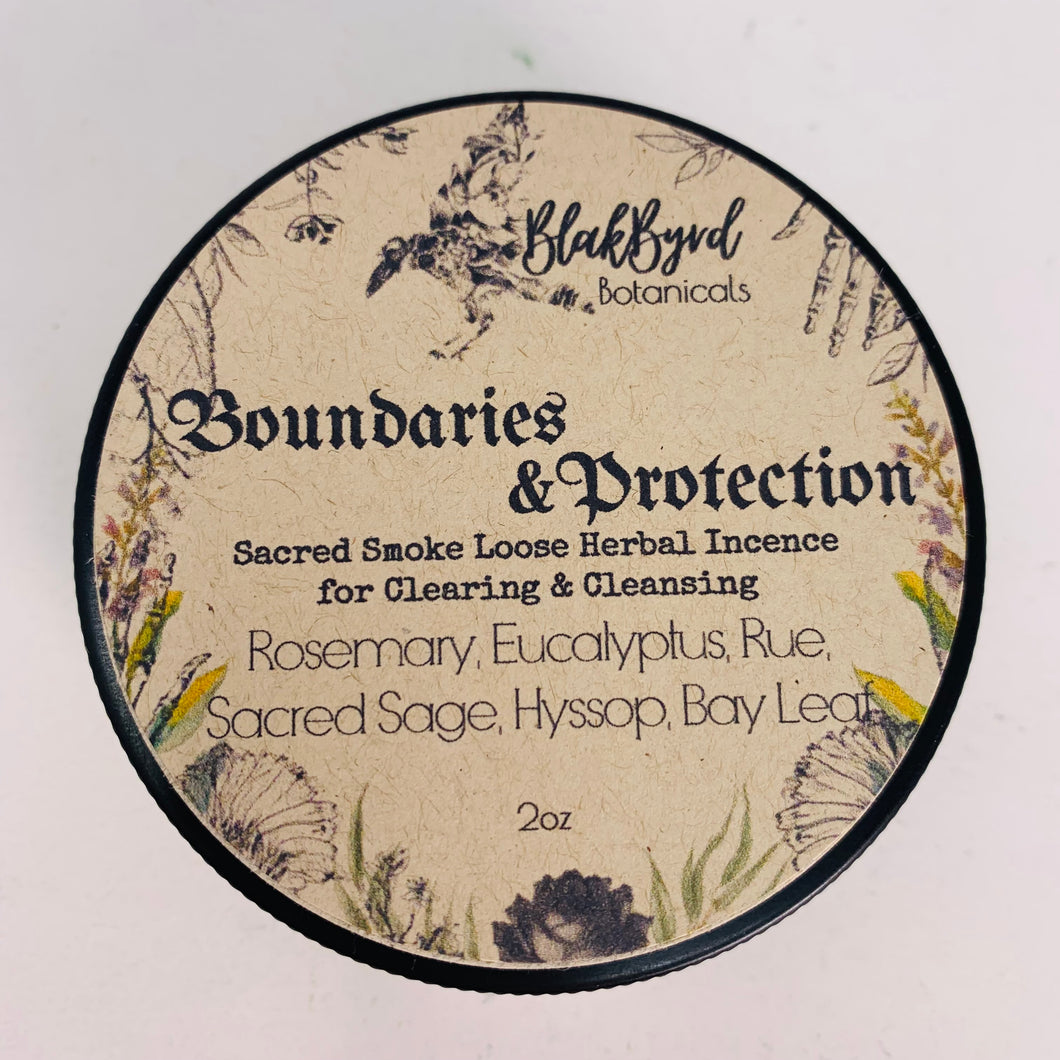 BlakByrd
Botanicals
Boundaries
& Protection
Sacred Smoke Loose Herbal Incence
for Clearing & Cleansing
Rosemary, Eucalyptus, Rue,
Sacred Sage, Hyssop, Bay Leaf
2oz